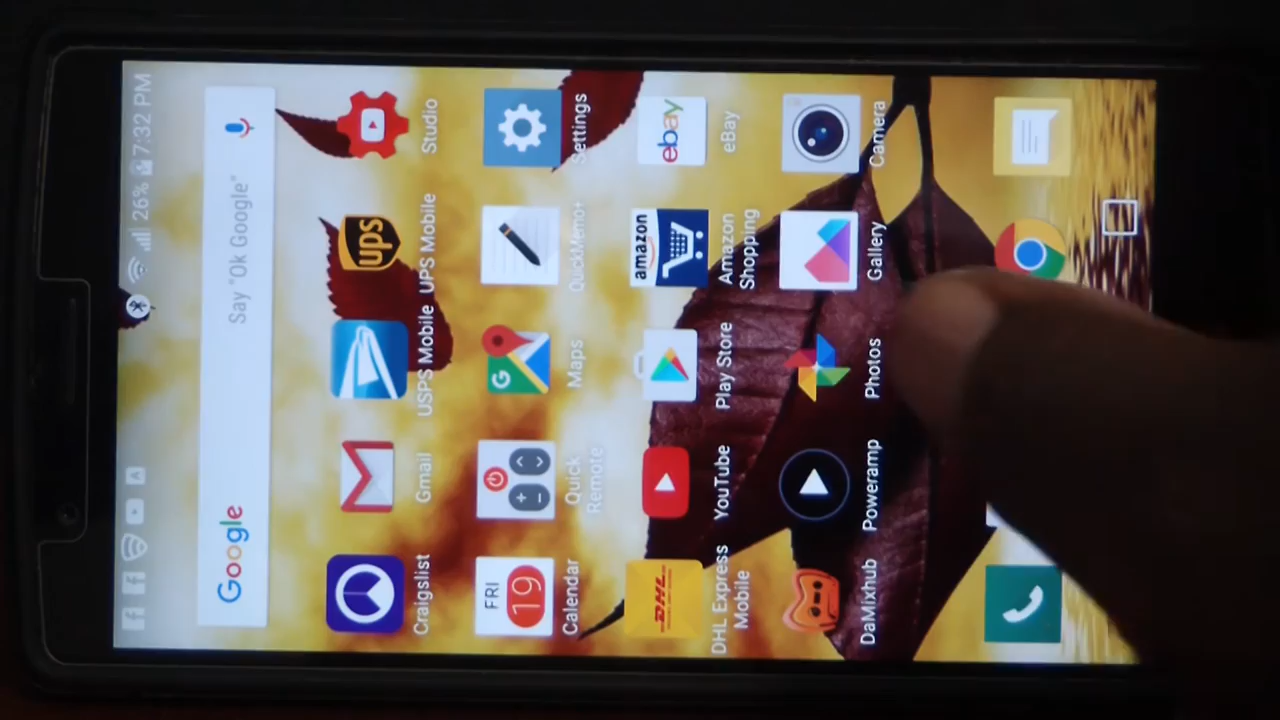 26% 7:32 PM
Google
Say "Ok Google"
Craigslist
Gmail
USPS Mobile
ups
UPS Mobile
Studio
FRI
19
Calendar
Quick
Remote
G
Maps
QuickMemo+
Settings
DHL
DHL Express
Mobile
YouTube
Play Store
amazon
Amazon
Shopping
ebay
eBay
DaMixhub
Poweramp
Photos
Gallery
Camera